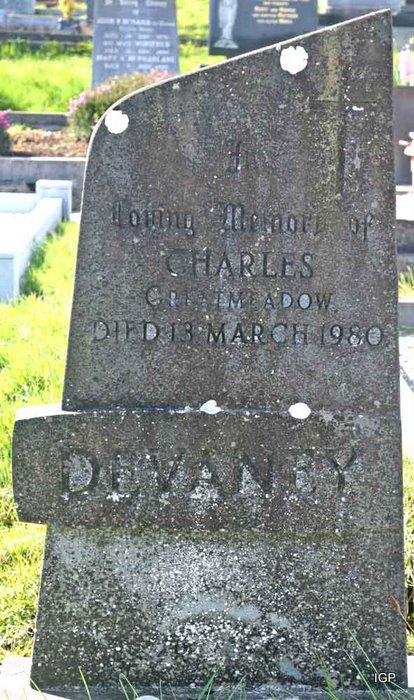 In
Loving Memory of
CHARLES
GREATMEADOW
DIED 13 MARCH 1980
DEVANEY
IGP